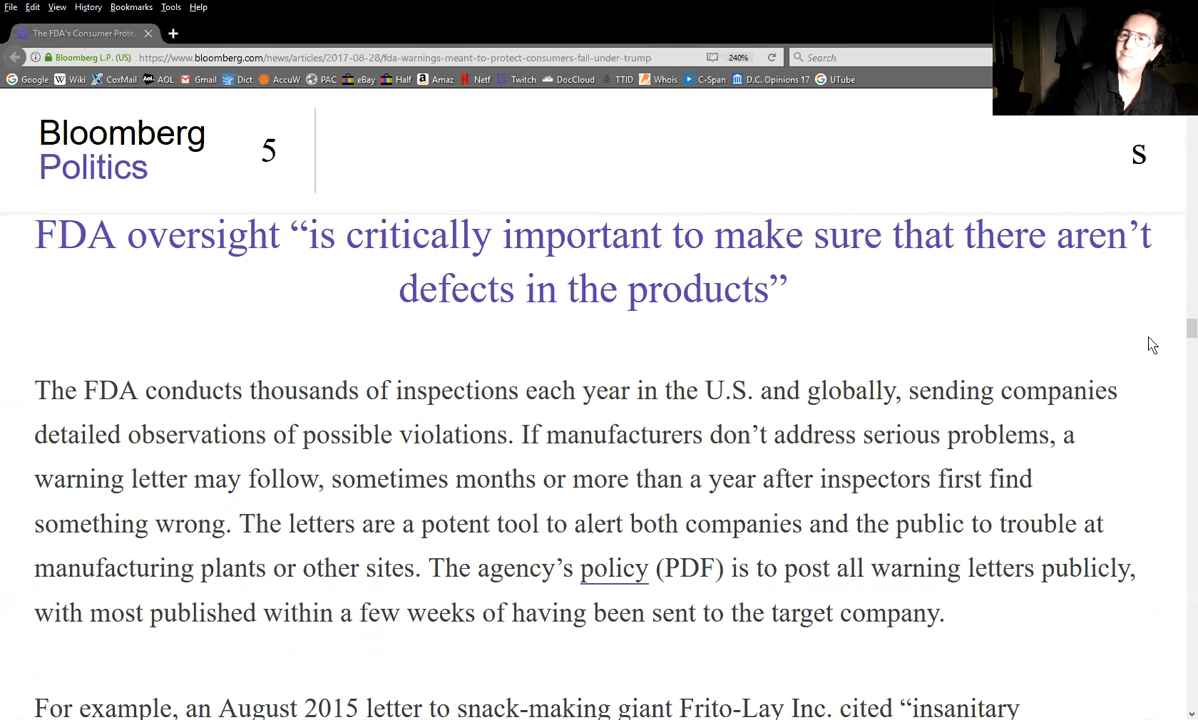 File Edit View History Bookmarks Tools Help
The FDA's Consumer Prote
Bloomberg L.P. (US) https://www.bloomberg.com/news/articles/2017-08-28/fda-warnings-meant-to-protect-consumers-fall-under-trump 240% Search
Google Wiki CoxMail AOL Gmail Dict AccuW PAC eBay Half Amaz Netf Twitch DocCloud TTID Whois C-Span D.C. Opinions 17 UTube
Bloomberg
Politics
5
S
FDA oversight “is critically important to make sure that there aren’t
defects in the products”
The FDA conducts thousands of inspections each year in the U.S. and globally, sending companies
detailed observations of possible violations. If manufacturers don’t address serious problems, a
warning letter may follow, sometimes months or more than a year after inspectors first find
something wrong. The letters are a potent tool to alert both companies and the public to trouble at
manufacturing plants or other sites. The agency’s policy (PDF) is to post all warning letters publicly,
with most published within a few weeks of having been sent to the target company.
For example, an August 2015 letter to snack-making giant Frito-Lay Inc. cited “insanitary